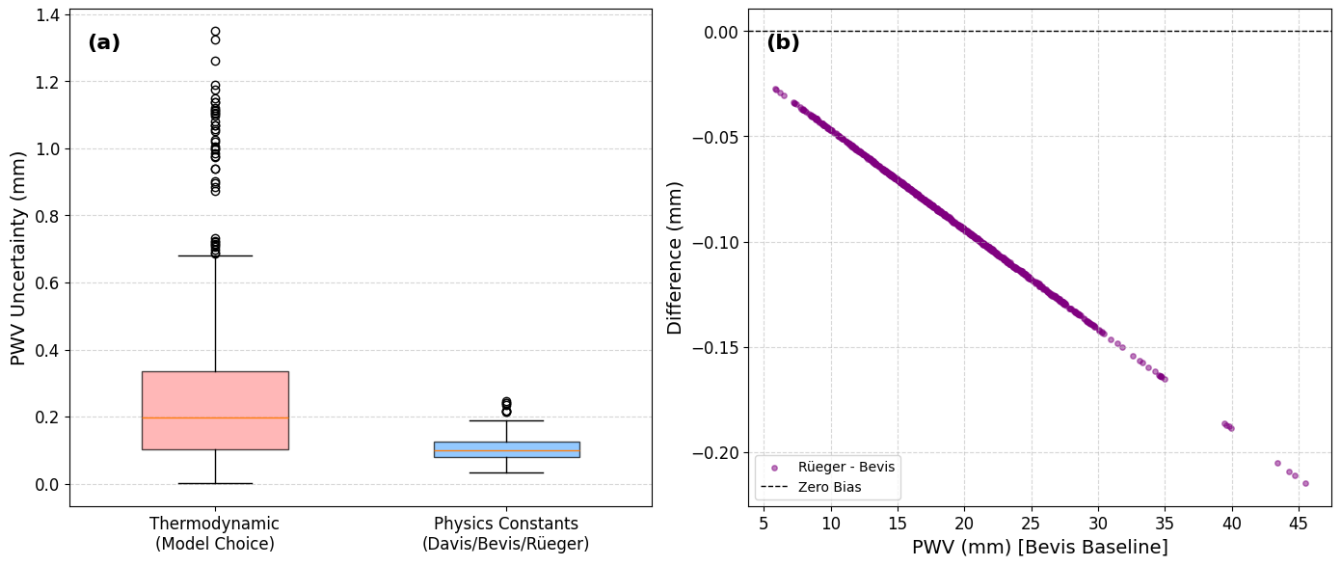 (a)
PWV Uncertainty (mm)
1.4
1.2
1.0
0.8
0.6
0.4
0.2
0.0
Thermodynamic
(Model Choice)
Physics Constants
(Davis/Bevis/Rüeger)
(b)
Difference (mm)
0.00
−0.05
−0.10
−0.15
−0.20
Rüeger - Bevis
Zero Bias
5 10 15 20 25 30 35 40 45
PWV (mm) [Bevis Baseline]